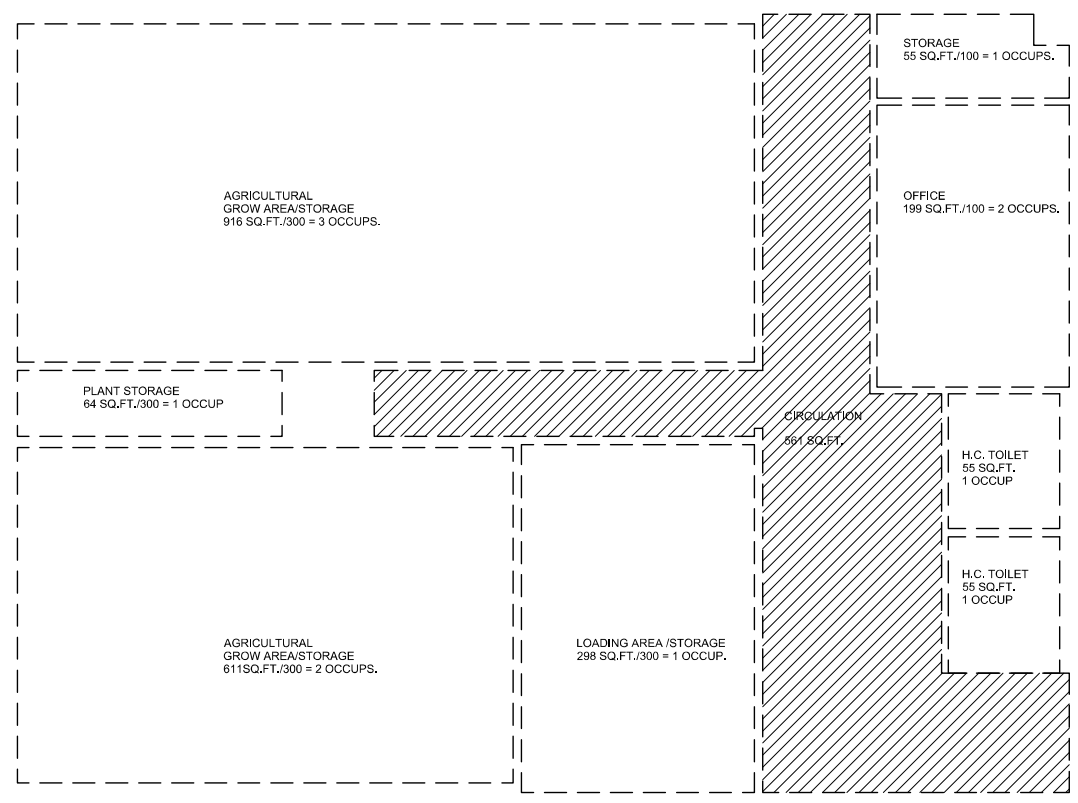 STORAGE
55 SQ.FT./100 = 1 OCCUPS.
AGRICULTURAL
GROW AREA/STORAGE
916 SQ.FT./300 = 3 OCCUPS.
OFFICE
199 SQ.FT./100 = 2 OCCUPS.
PLANT STORAGE
64 SQ.FT./300 = 1 OCCUP
CIRCULATION
561 SQ.FT.
H.C. TOILET
55 SQ.FT.
1 OCCUP
H.C. TOILET
55 SQ.FT.
1 OCCUP
AGRICULTURAL
GROW AREA/STORAGE
611SQ.FT./300 = 2 OCCUPS.
LOADING AREA /STORAGE
298 SQ.FT./300 = 1 OCCUP.